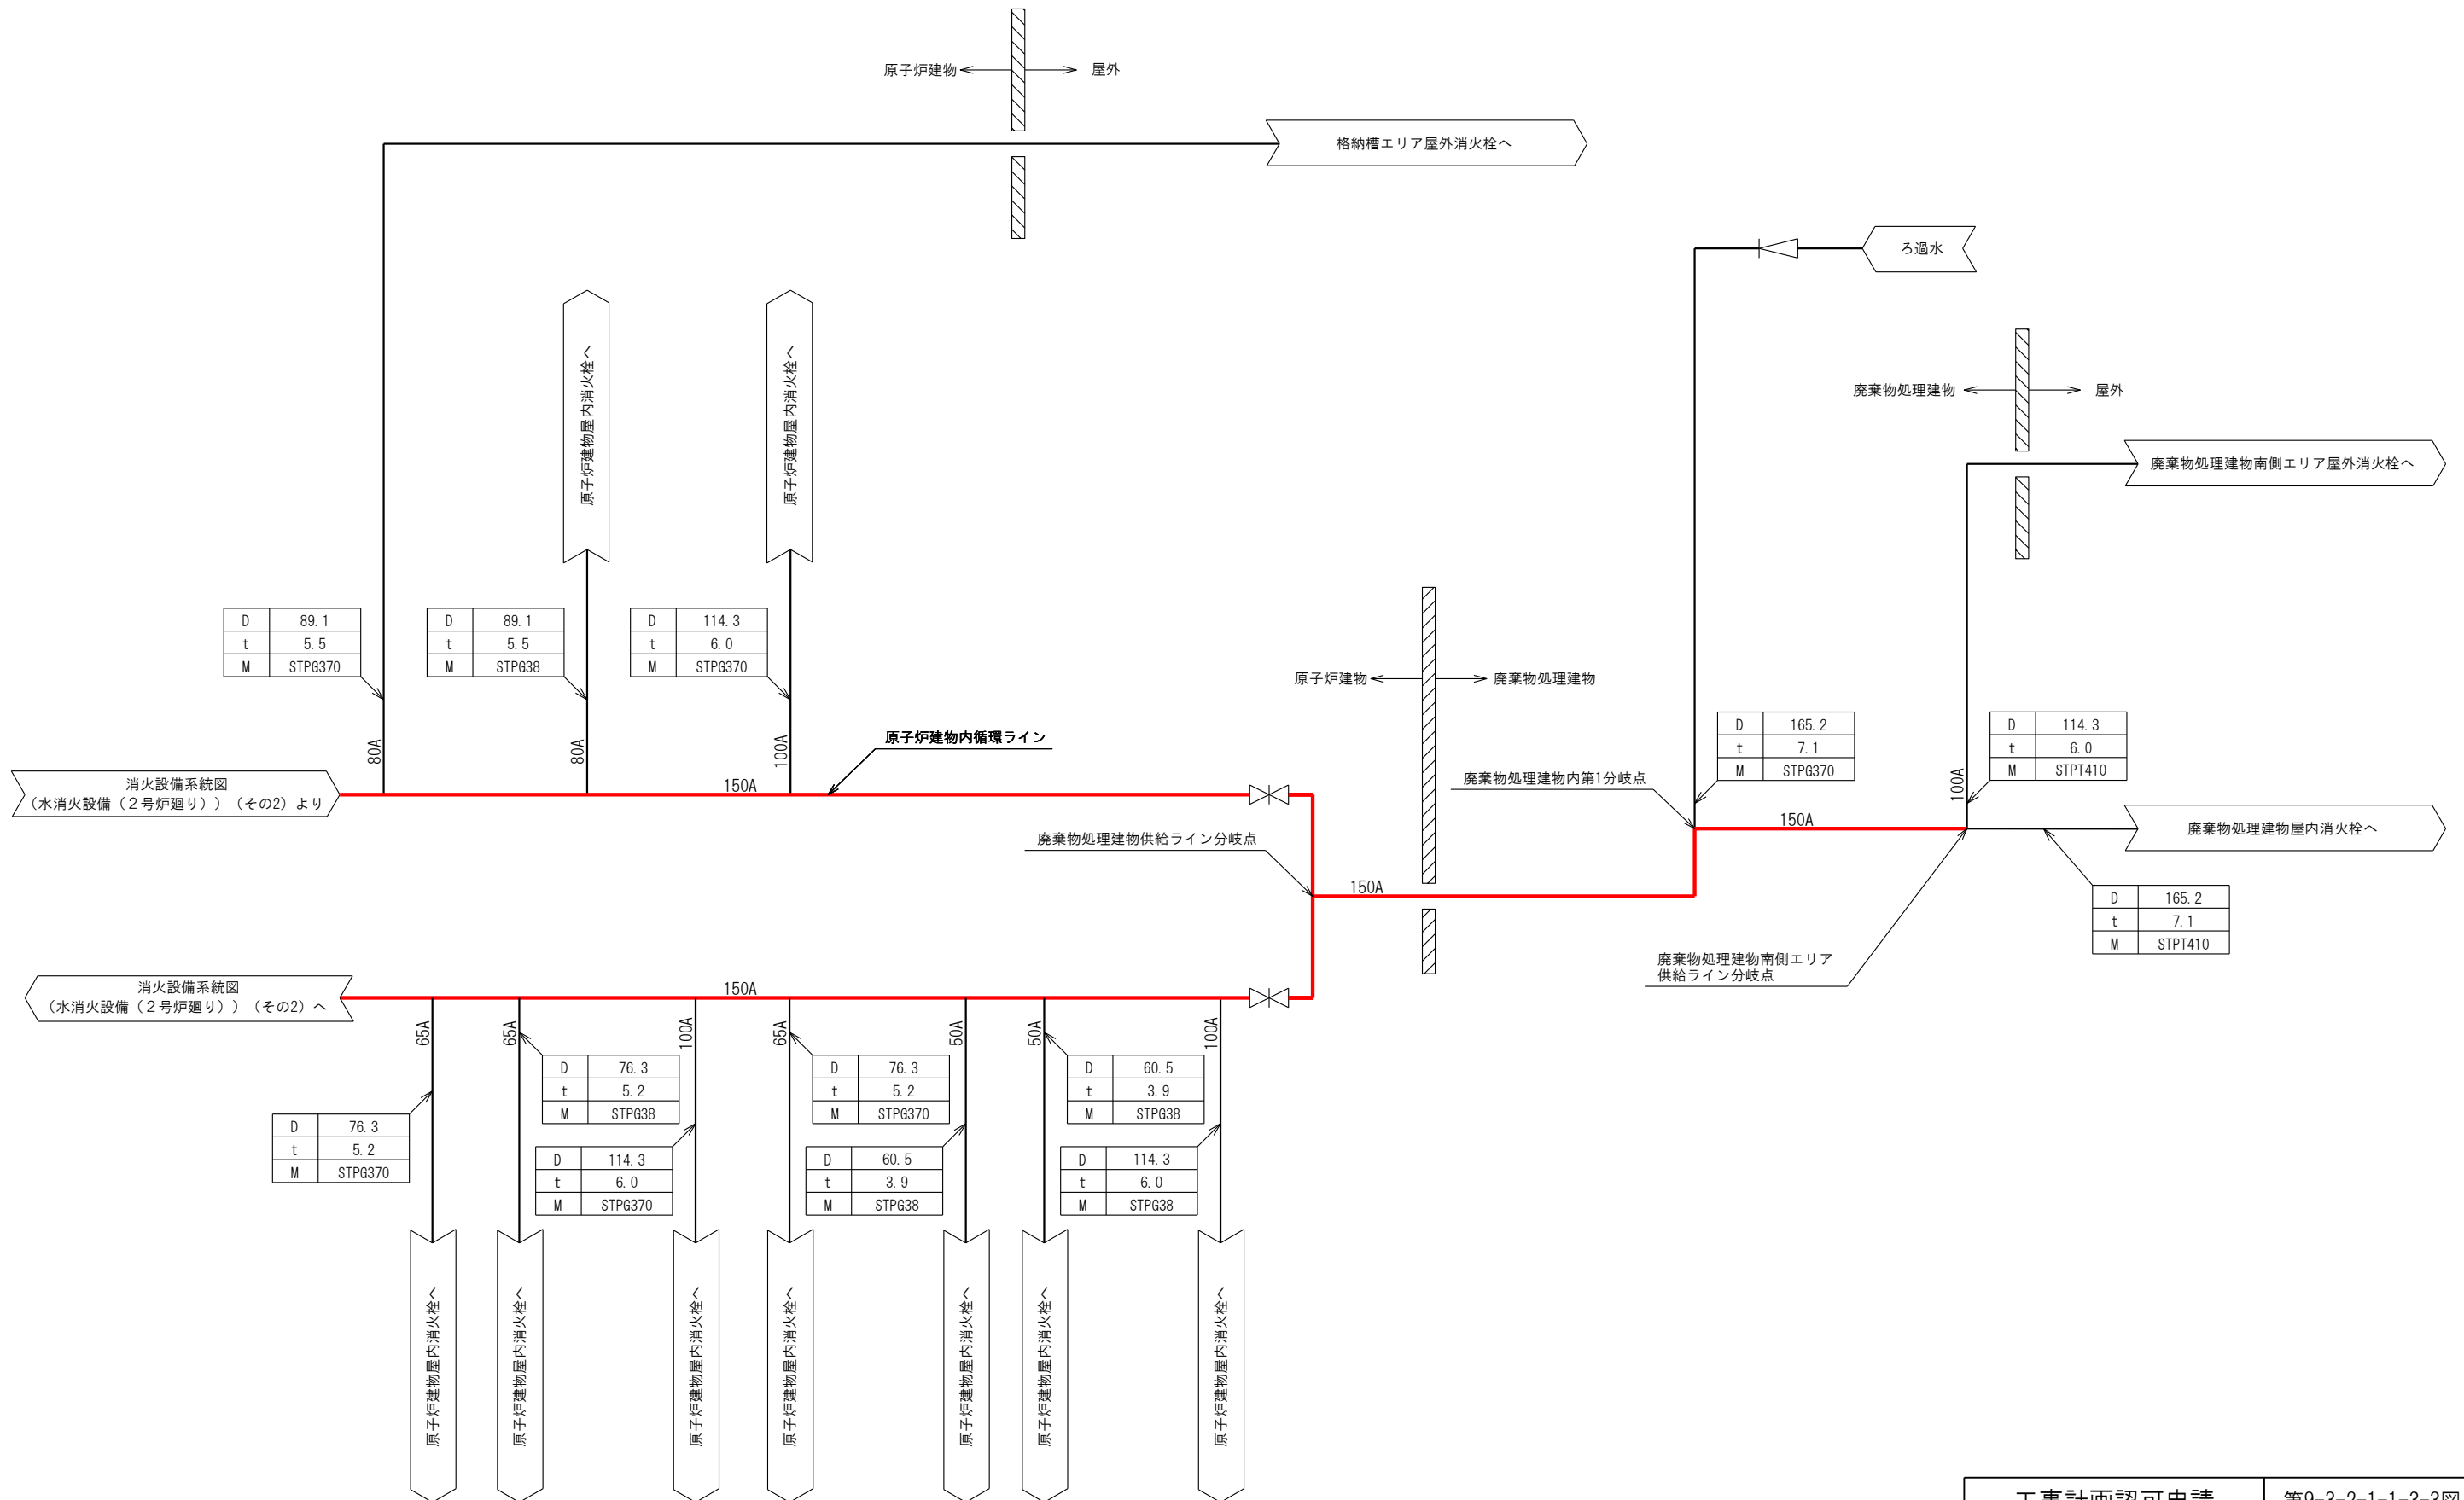 原子炉建物
屋外
格納槽エリア屋外消火栓へ
ろ過水
原子炉建物屋内消火栓へ
原子炉建物屋内消火栓へ
廃棄物処理建物
屋外
廃棄物処理建物南側エリア屋外消火栓へ
D 89.1
t 5.5
M STPG370
D 89.1
t 5.5
M STPG38
D 114.3
t 6.0
M STPG370
80A
80A
100A
原子炉建物内循環ライン
原子炉建物
廃棄物処理建物
D 165.2
t 7.1
M STPG370
D 114.3
t 6.0
M STPT410
100A
廃棄物処理建物内第1分岐点
消火設備系統図
(水消火設備(2号炉廻り))(その2)より
150A
150A
廃棄物処理建物屋内消火栓へ
廃棄物処理建物供給ライン分岐点
150A
D 165.2
t 7.1
M STPT410
廃棄物処理建物南側エリア
供給ライン分岐点
消火設備系統図
(水消火設備(2号炉廻り))(その2)へ
150A
65A
65A
100A
65A
50A
50A
100A
D 76.3
t 5.2
M STPG38
D 76.3
t 5.2
M STPG370
D 60.5
t 3.9
M STPG38
D 76.3
t 5.2
M STPG370
D 114.3
t 6.0
M STPG370
D 60.5
t 3.9
M STPG38
D 114.3
t 6.0
M STPG38
原子炉建物屋内消火栓へ
原子炉建物屋内消火栓へ
原子炉建物屋内消火栓へ
原子炉建物屋内消火栓へ
原子炉建物屋内消火栓へ
原子炉建物屋内消火栓へ
原子炉建物屋内消火栓へ
工事計画認可申請
第9-3-2-1-1-3-3図